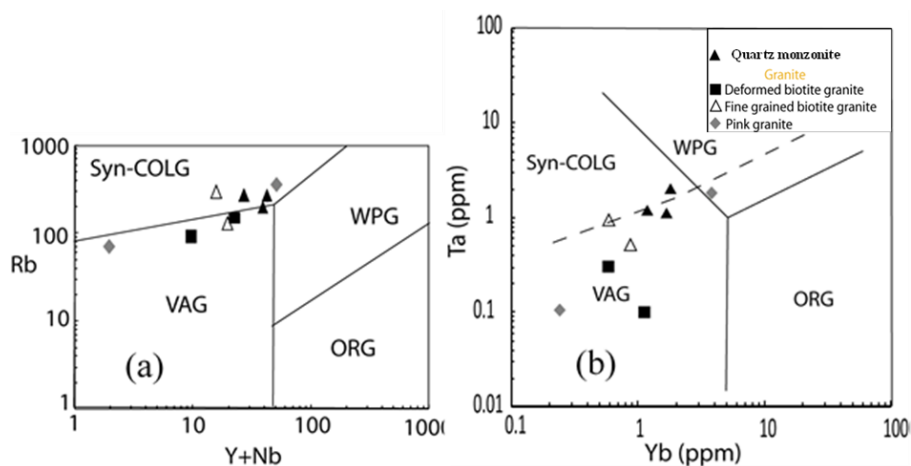 1000
100
10
1
Rb
Syn-COLG
WPG
VAG
ORG
(a)
1
10
100
1000
Y+Nb
100
10
1
0.1
0.01
Ta (ppm)
Quartz monzonite
Granite
Deformed biotite granite
Fine grained biotite granite
Pink granite
WPG
Syn-COLG
VAG
ORG
(b)
0.1
1
10
100
Yb (ppm)